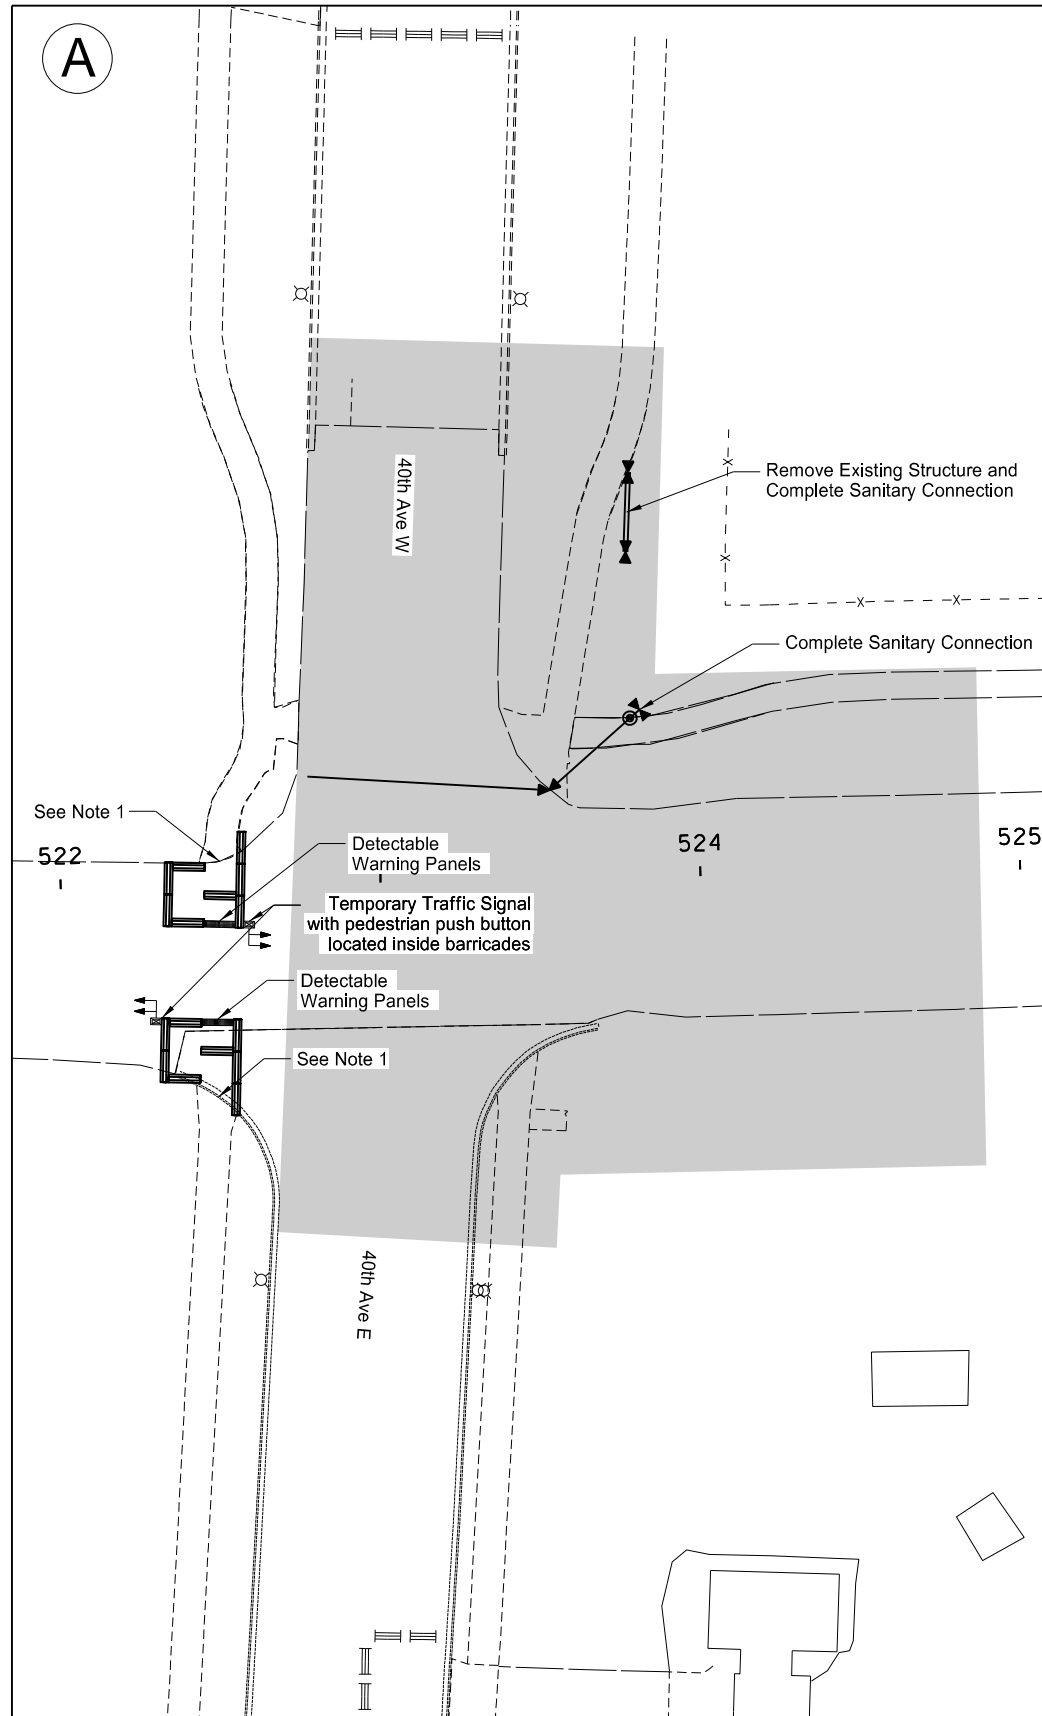 A
40th Ave W
Remove Existing Structure and
Complete Sanitary Connection
Complete Sanitary Connection
See Note 1
522
524
525
Detectable
Warning Panels
Temporary Traffic Signal
with pedestrian push button
located inside barricades
Detectable
Warning Panels
See Note 1
40th Ave E